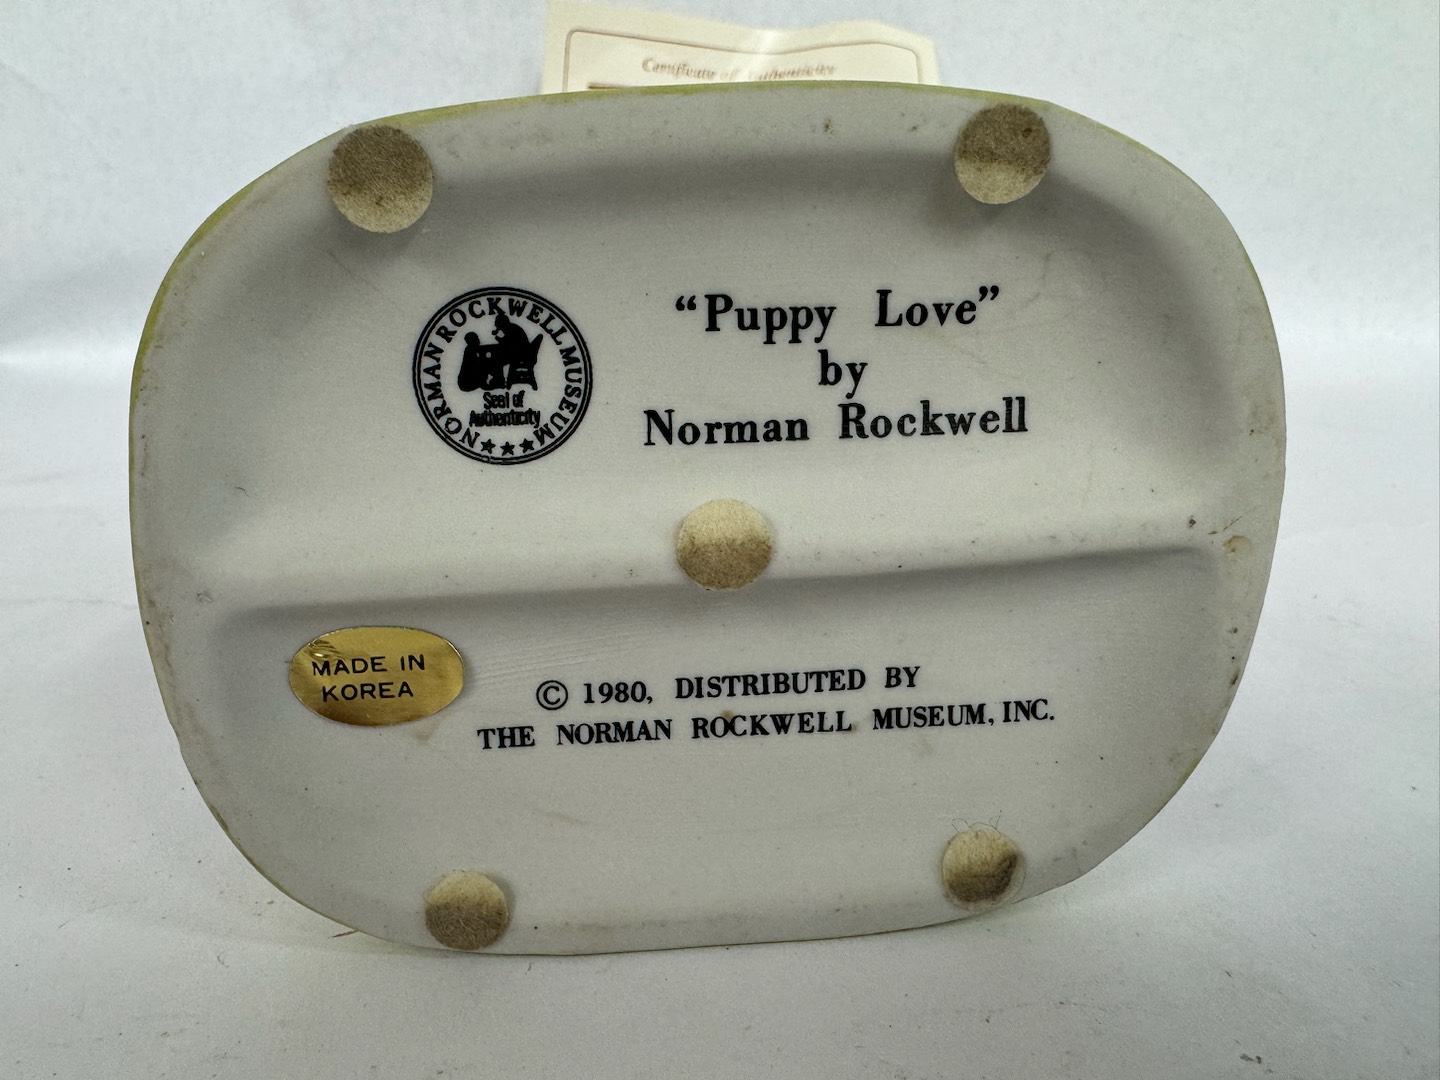 Certificate of Authenticity
NORMAN ROCKWELL MUSEUM
Seal of
Authenticity
“Puppy Love”
by
Norman Rockwell
MADE IN
KOREA
© 1980, DISTRIBUTED BY
THE NORMAN ROCKWELL MUSEUM, INC.